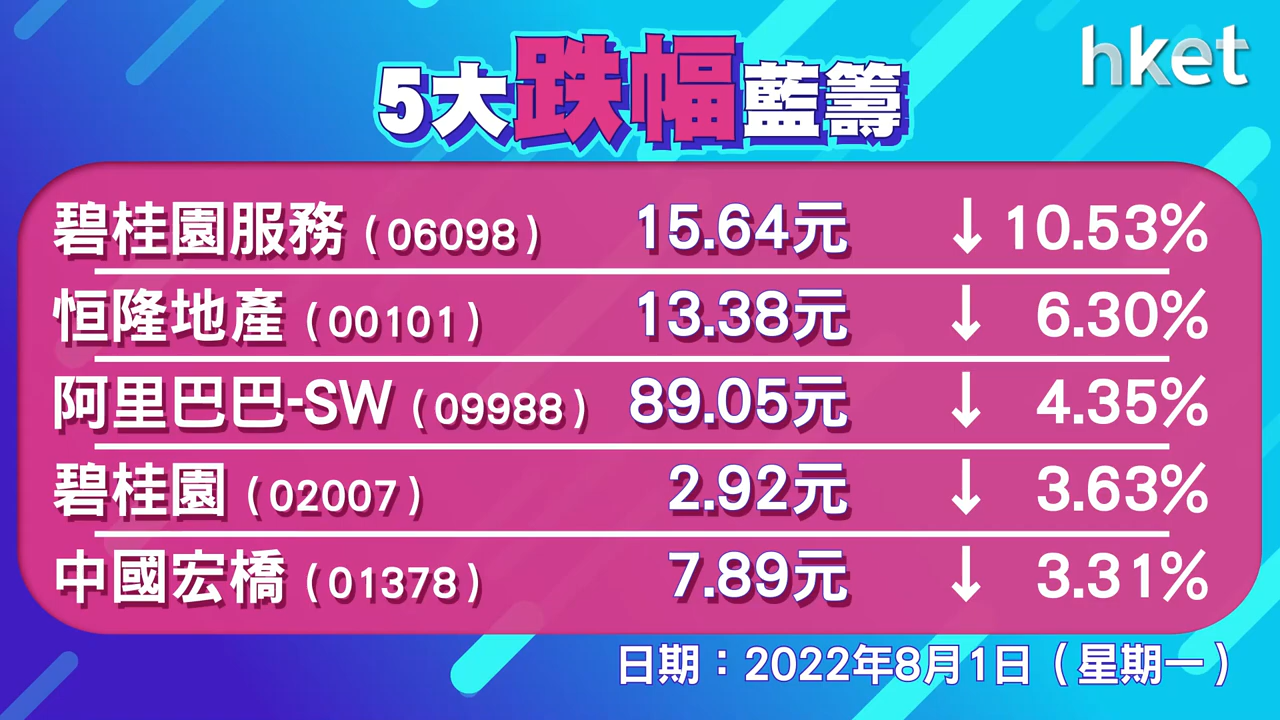 hket
5大跌幅藍籌
碧桂園服務（06098） 15.64元 ↓ 10.53%
恒隆地產（00101） 13.38元 ↓ 6.30%
阿里巴巴-SW（09988） 89.05元 ↓ 4.35%
碧桂園（02007） 2.92元 ↓ 3.63%
中國宏橋（01378） 7.89元 ↓ 3.31%
日期：2022年8月1日（星期一）